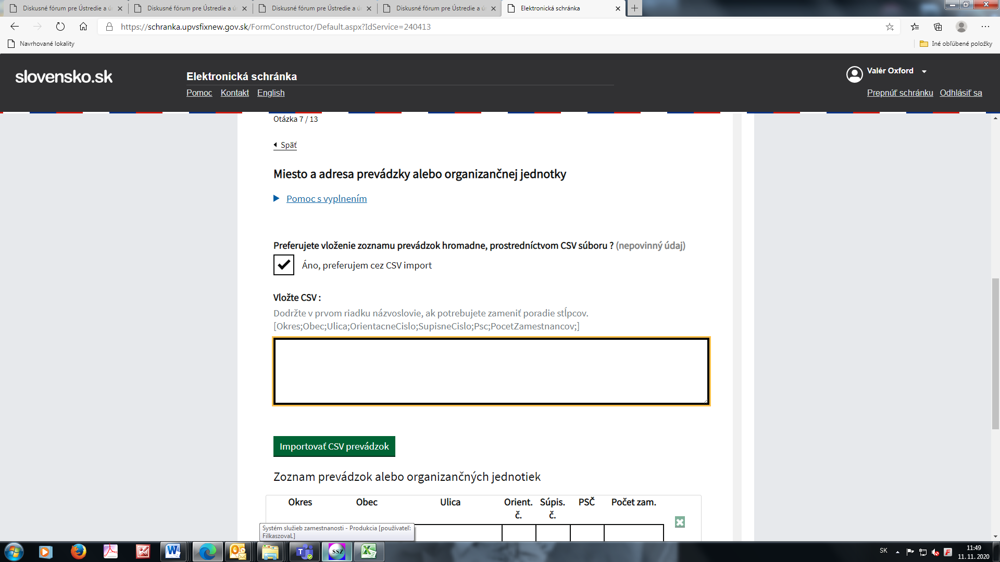 Diskusné fórum pre Ústredie a úr
Diskusné fórum pre Ústredie a úr
Diskusné fórum pre Ústredie a úr
Diskusné fórum pre Ústredie a úr
Elektronická schránka
https://schranka.upvsfixnew.gov.sk/FormConstructor/Default.aspx?IdService=240413
Navrhované lokality
Iné obľúbené položky
slovensko.sk
Elektronická schránka
Pomoc Kontakt English
Valér Oxford
Prepnúť schránku Odhlásiť sa
Otázka 7 / 13
Späť
Miesto a adresa prevádzky alebo organizančnej jednotky
Pomoc s vyplnením
Preferujete vloženie zoznamu prevádzok hromadne, prostredníctvom CSV súboru ? (nepovinný údaj)
Áno, preferujem cez CSV import
Vložte CSV :
Dodržte v prvom riadku názvoslovie, ak potrebujete zameniť poradie stĺpcov.
[Okres;Obec;Ulica;OrientacneCislo;SupisneCislo;Psc;PocetZamestnancov;]
Importovať CSV prevádzok
Zoznam prevádzok alebo organizančných jednotiek
Okres Obec Ulica Orient. č. Súpis. č. PSČ Počet zam.
Systém služieb zamestnanosti - Produkcia [používateľ:
FilkaszovaL]
SSZ
SK
11:49
11. 11. 2020